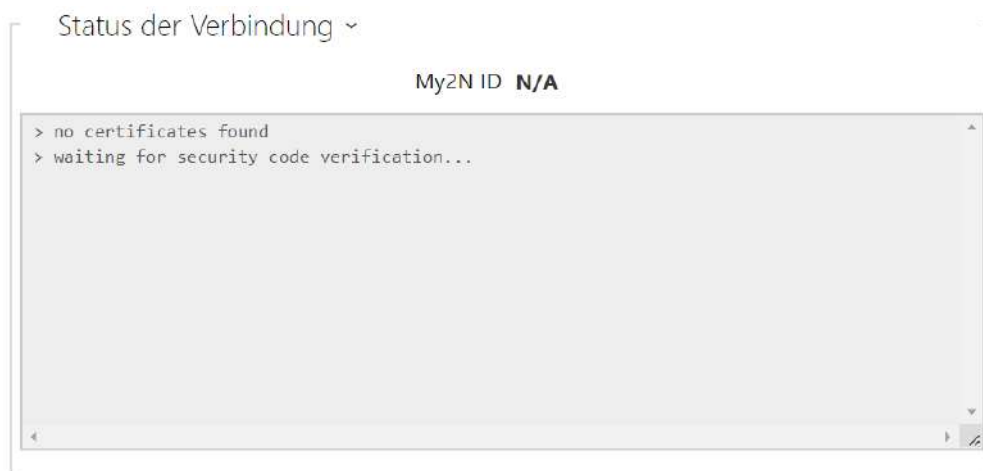 Status der Verbindung
My2N ID N/A
> no certificates found
> waiting for security code verification...